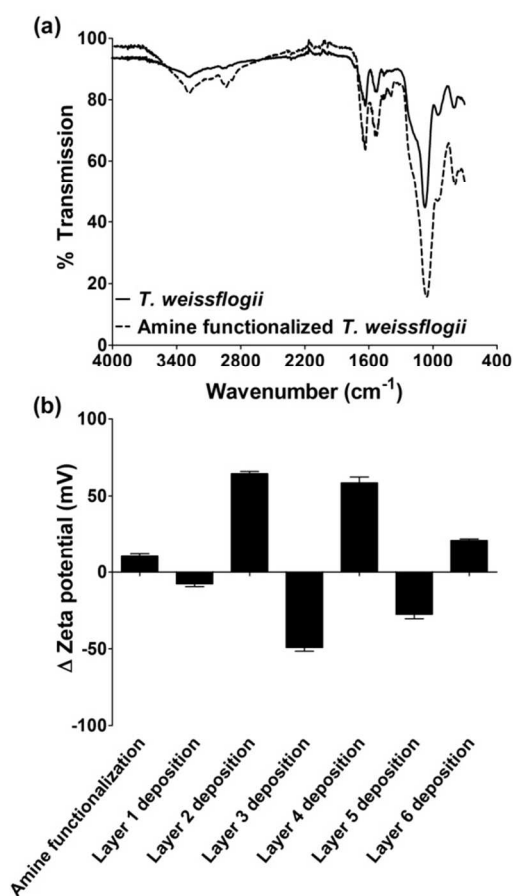 (a)
% Transmission
100
80
60
40
20
0
T. weissflogii
Amine functionalized T. weissflogii
4000 3400 2800 2200 1600 1000 400
Wavenumber (cm-1)
(b)
Δ Zeta potential (mV)
100
50
0
-50
-100
Amine functionalization
Layer 1 deposition
Layer 2 deposition
Layer 3 deposition
Layer 4 deposition
Layer 5 deposition
Layer 6 deposition